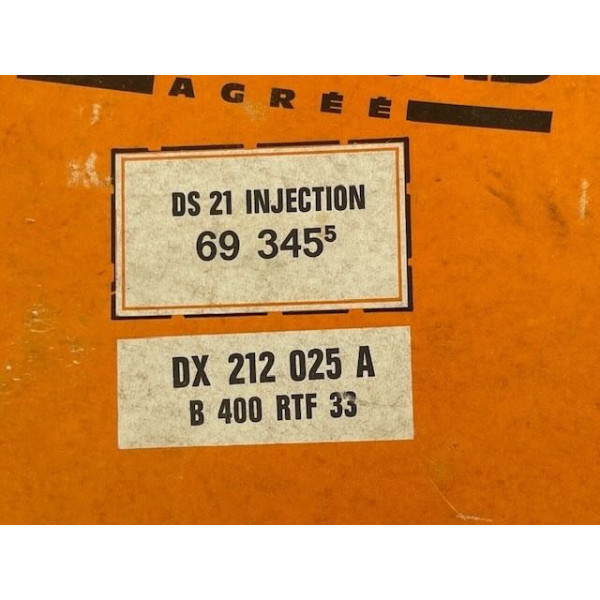 AGRÉÉ
DS 21 INJECTION
69 345⁵
DX 212 025 A
B 400 RTF 33